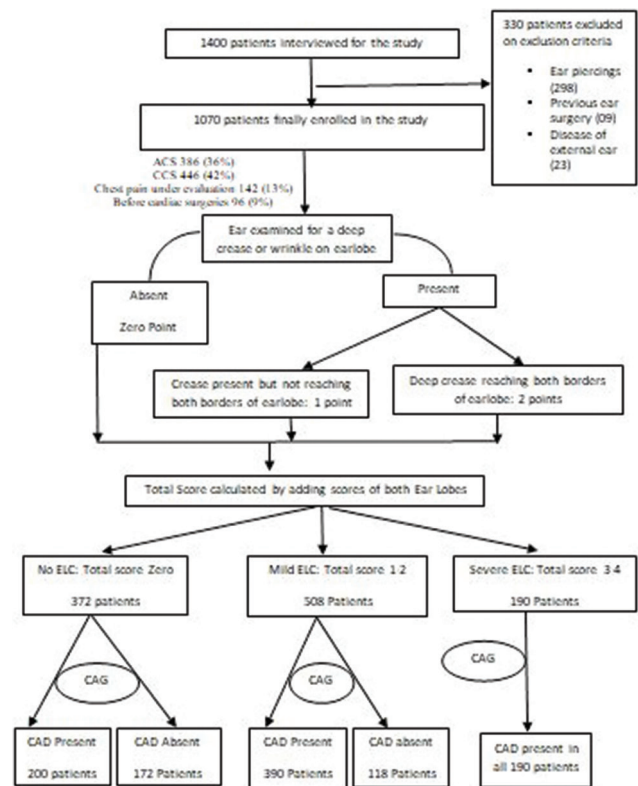 1400 patients interviewed for the study
330 patients excluded
on exclusion criteria
▪ Ear piercings
(298)
▪ Previous ear
surgery (09)
▪ Disease of
external ear
(23)
1070 patients finally enrolled in the study
ACS 386 (36%)
CCS 446 (42%)
Chest pain under evaluation 142 (13%)
Before cardiac surgeries 96 (9%)
Ear examined for a deep
crease or wrinkle on earlobe
Absent
Zero Point
Present
Crease present but not reaching
both borders of earlobe: 1 point
Deep crease reaching both borders
of earlobe: 2 points
Total Score calculated by adding scores of both Ear Lobes
No ELC: Total score Zero
372 patients
Mild ELC: Total score 1-2
508 Patients
Severe ELC: Total score 3-4
190 Patients
CAG
CAG
CAG
CAD Present
200 patients
CAD Absent
172 Patients
CAD Present
390 Patients
CAD absent
118 Patients
CAD present in
all 190 patients